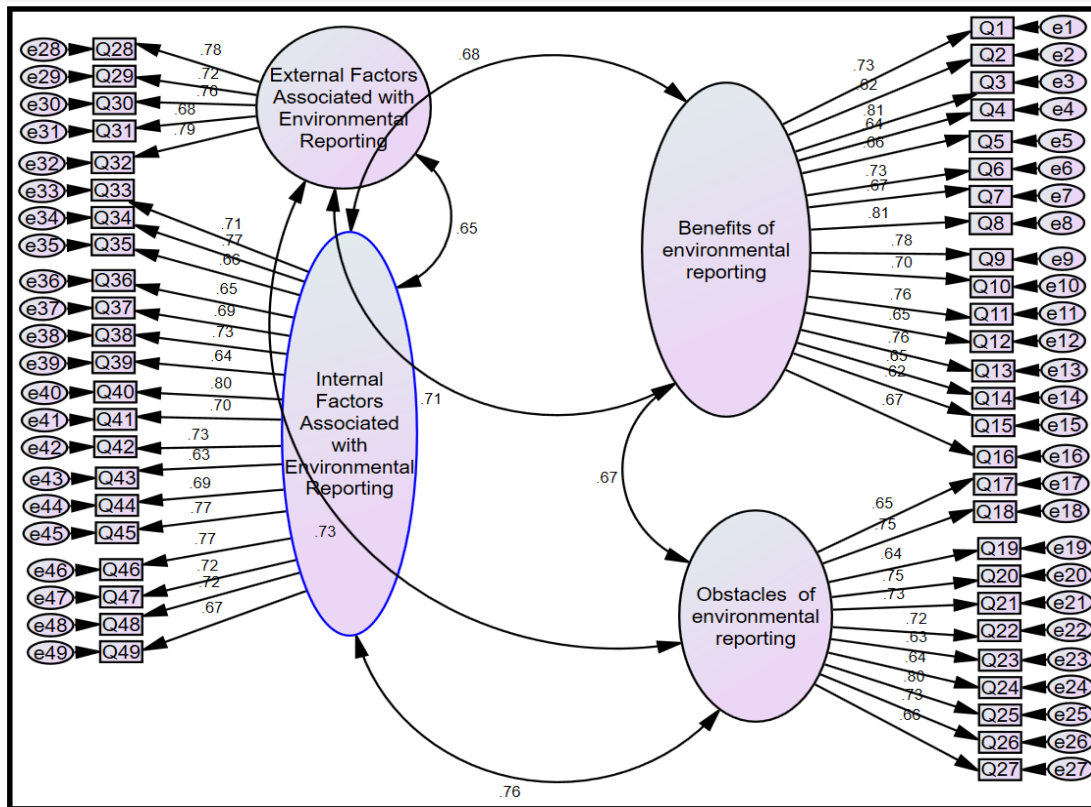 e28 Q28 .78
e29 Q29 .72
e30 Q30 .76
e31 Q31 .68
e32 Q32 .79
External Factors
Associated with
Environmental
Reporting
e33 Q33 .71
e34 Q34 .77
e35 Q35 .66
e36 Q36 .65
e37 Q37 .69
e38 Q38 .73
e39 Q39 .64
e40 Q40 .80
e41 Q41 .70
e42 Q42 .73
e43 Q43 .63
e44 Q44 .69
e45 Q45 .77
e46 Q46 .77
e47 Q47 .72
e48 Q48 .72
e49 Q49 .67
Internal
Factors
Associated
with
Environmental
Reporting
.68
.65
.71
.67
.73
.76
Benefits of
environmental
reporting
.73 Q1 e1
.62 Q2 e2
.81 Q3 e3
.64 Q4 e4
.66 Q5 e5
.73 Q6 e6
.67 Q7 e7
.81 Q8 e8
.78 Q9 e9
.70 Q10 e10
.76 Q11 e11
.65 Q12 e12
.76 Q13 e13
.65 Q14 e14
.62 Q15 e15
.67 Q16 e16
Obstacles of
environmental
reporting
.65 Q17 e17
.75 Q18 e18
.64 Q19 e19
.75 Q20 e20
.73 Q21 e21
.72 Q22 e22
.63 Q23 e23
.64 Q24 e24
.80 Q25 e25
.73 Q26 e26
.66 Q27 e27